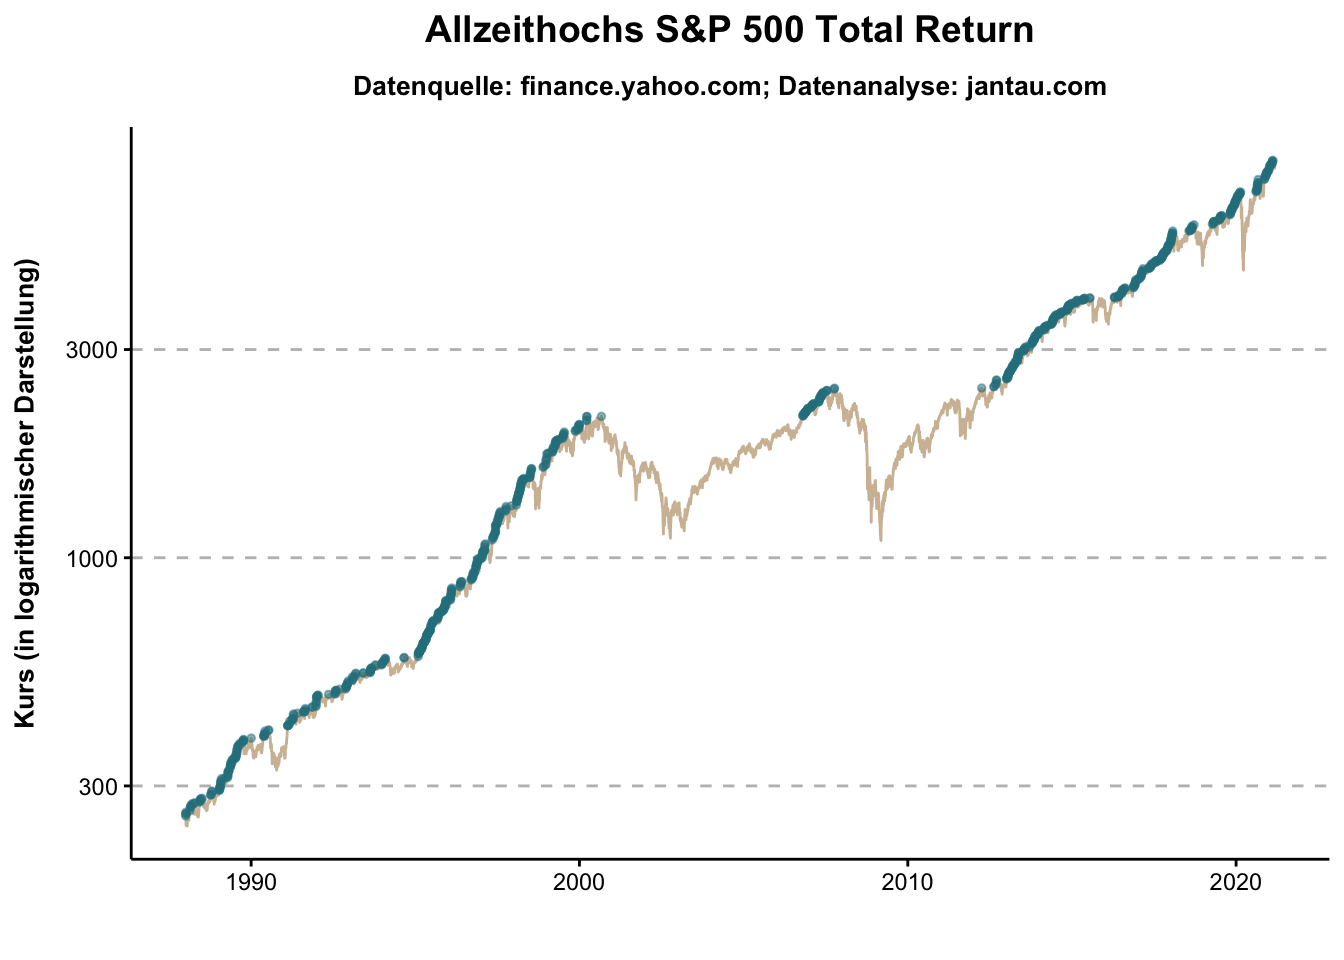 Allzeithochs S&P 500 Total Return
Datenquelle: finance.yahoo.com; Datenanalyse: jantau.com
Kurs (in logarithmischer Darstellung)
3000
1000
300
1990
2000
2010
2020